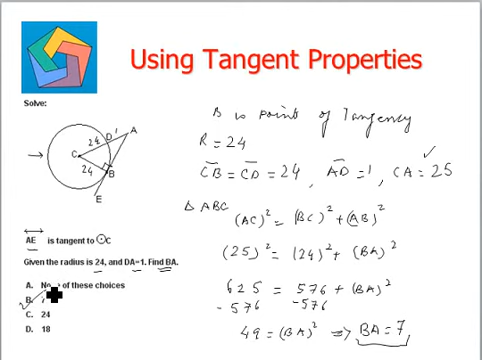 Using Tangent Properties
Solve:
24 D 1 A
C
24 B
E
B is point of Tangency
R = 24
CB = CD = 24 , AD = 1 , CA = 25
△ ABC
(AC)² = (BC)² + (AB)²
(25)² = (24)² + (BA)²
625 = 576 + (BA)²
-576 -576
49 = (BA)² ⇒ BA = 7
AE is tangent to ⊙C
Given the radius is 24, and DA=1. Find BA.
A. of these choices
B.
C. 24
D. 18